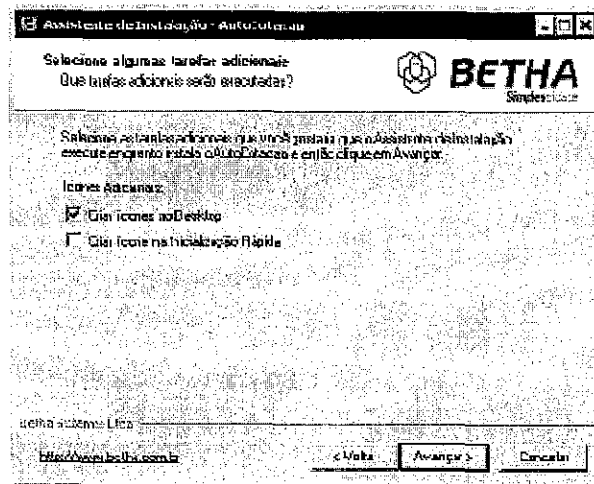 Assistente de Instalação - AutoCotacao
Selecione algumas tarefas adicionais
Que tarefas adicionais serão executadas?
BETHA
Simplescidade
Selecione as tarefas adicionais que você gostaria que o Assistente de Instalação
execute enquanto instala o AutoCotacao e então clique em Avançar.
Ícones Adicionais:
Criar ícones no Desktop
Criar ícone na Inicialização Rápida
Betha Sistemas Ltda
http://www.betha.com.br
< Volta
Avançar >
Cancelar